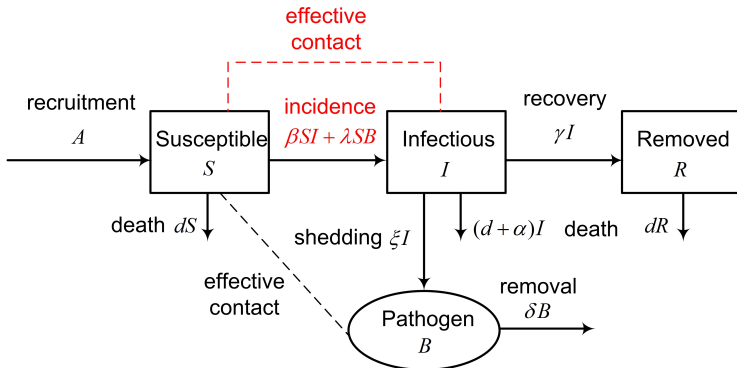 effective
contact
recruitment
A
incidence
βSI + λSB
recovery
γI
Susceptible
S
Infectious
I
Removed
R
death dS
shedding ξI
(d + α)I
death
dR
effective
contact
Pathogen
B
removal
δB